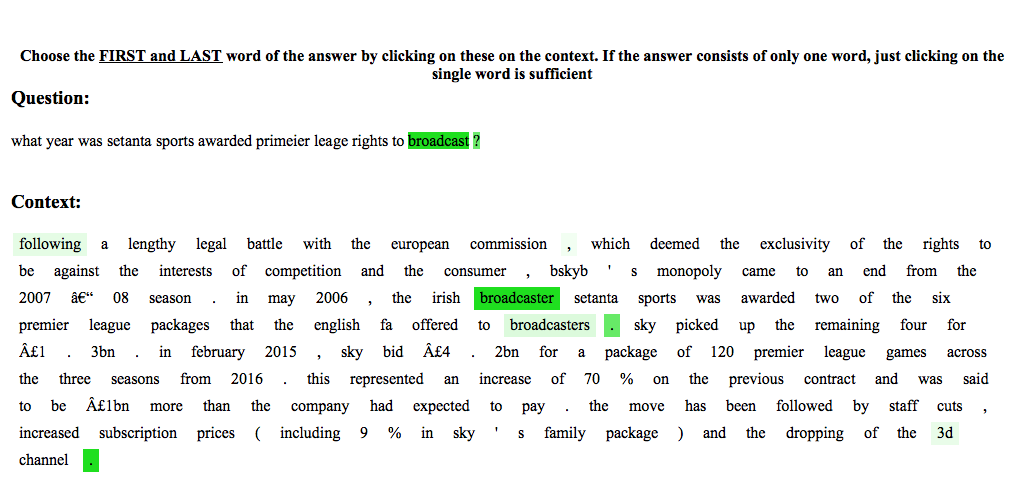 Choose the FIRST and LAST word of the answer by clicking on these on the context. If the answer consists of only one word, just clicking on the
single word is sufficient
Question:
what year was setanta sports awarded primeier leage rights to broadcast ?
Context:
following a lengthy legal battle with the european commission , which deemed the exclusivity of the rights to
be against the interests of competition and the consumer , bskyb ' s monopoly came to an end from the
2007 â€“ 08 season . in may 2006 , the irish broadcaster setanta sports was awarded two of the six
premier league packages that the english fa offered to broadcasters . sky picked up the remaining four for
Â£1 . 3bn . in february 2015 , sky bid Â£4 . 2bn for a package of 120 premier league games across
the three seasons from 2016 . this represented an increase of 70 % on the previous contract and was said
to be Â£1bn more than the company had expected to pay . the move has been followed by staff cuts ,
increased subscription prices ( including 9 % in sky ' s family package ) and the dropping of the 3d
channel .